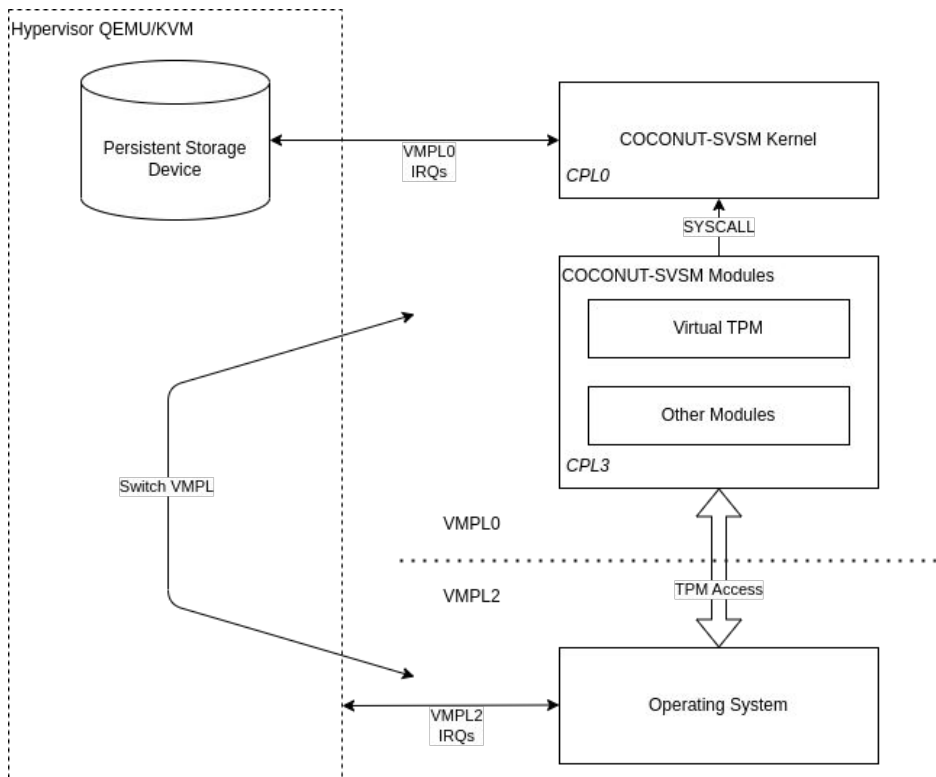 Hypervisor QEMU/KVM
Persistent Storage
Device
VMPL0
IRQs
COCONUT-SVSM Kernel
CPL0
SYSCALL
COCONUT-SVSM Modules
Virtual TPM
Other Modules
CPL3
Switch VMPL
VMPL0
VMPL2
TPM Access
VMPL2
IRQs
Operating System